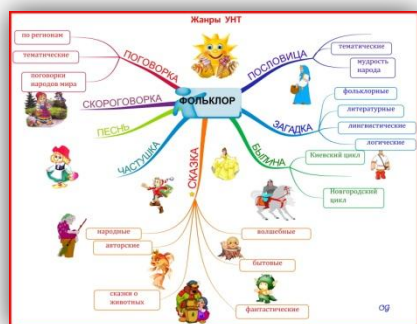 Жанры УНТ
по регионам
тематические
поговорки
народов мира
ПОГОВОРКА
СКОРОГОВОРКА
ПЕСНЬ
ЧАСТУШКА
ФОЛЬКЛОР
ПОСЛОВИЦА
тематические
мудрость
народа
ЗАГАДКА
фольклорные
литературные
лингвистические
логические
БЫЛИНА
Киевский цикл
Новгородский
цикл
СКАЗКА
народные
авторские
сказки о
животных
волшебные
бытовые
фантастические